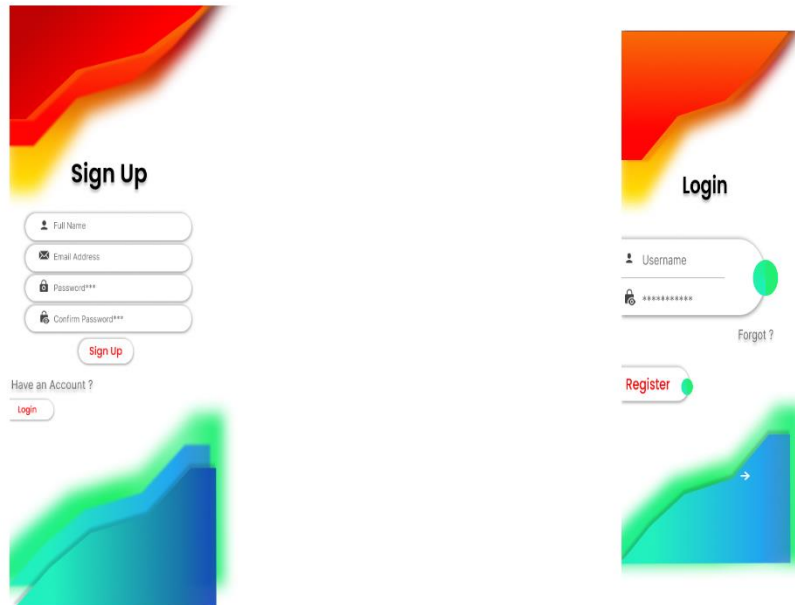 Sign Up
Full Name
Email Address
Password***
Confirm Password***
Sign Up
Have an Account ?
Login
Login
Username
***********
Forgot ?
Register